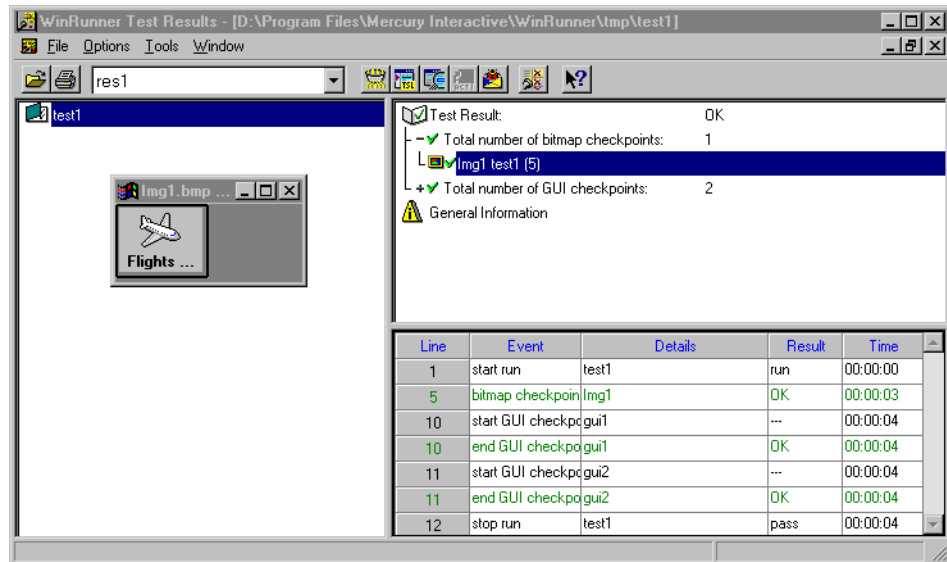 WinRunner Test Results - [D:\Program Files\Mercury Interactive\WinRunner\tmp\test1]
File Options Tools Window
res1
TSL
test1
Img1.bmp ...
Flights ...
Test Result: OK
Total number of bitmap checkpoints: 1
Img1 test1 (5)
Total number of GUI checkpoints: 2
General Information
Line Event Details Result Time
1 start run test1 run 00:00:00
5 bitmap checkpoin Img1 OK 00:00:03
10 start GUI checkpo gui1 --- 00:00:04
10 end GUI checkpo gui1 OK 00:00:04
11 start GUI checkpo gui2 --- 00:00:04
11 end GUI checkpo gui2 OK 00:00:04
12 stop run test1 pass 00:00:04